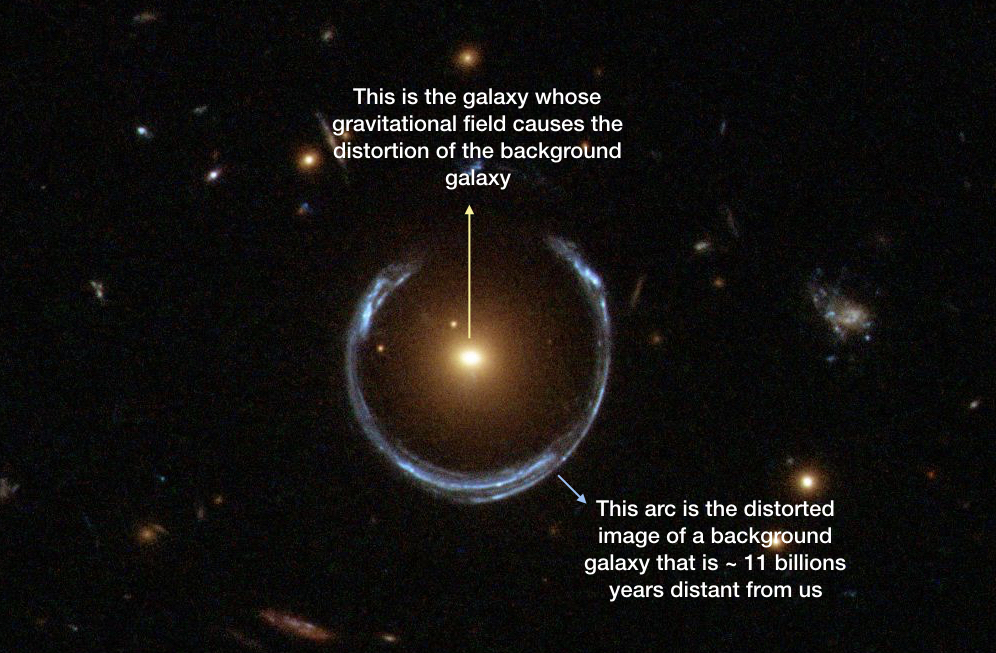 This is the galaxy whose
gravitational field causes the
distortion of the background
galaxy
This arc is the distorted
image of a background
galaxy that is ~ 11 billions
years distant from us